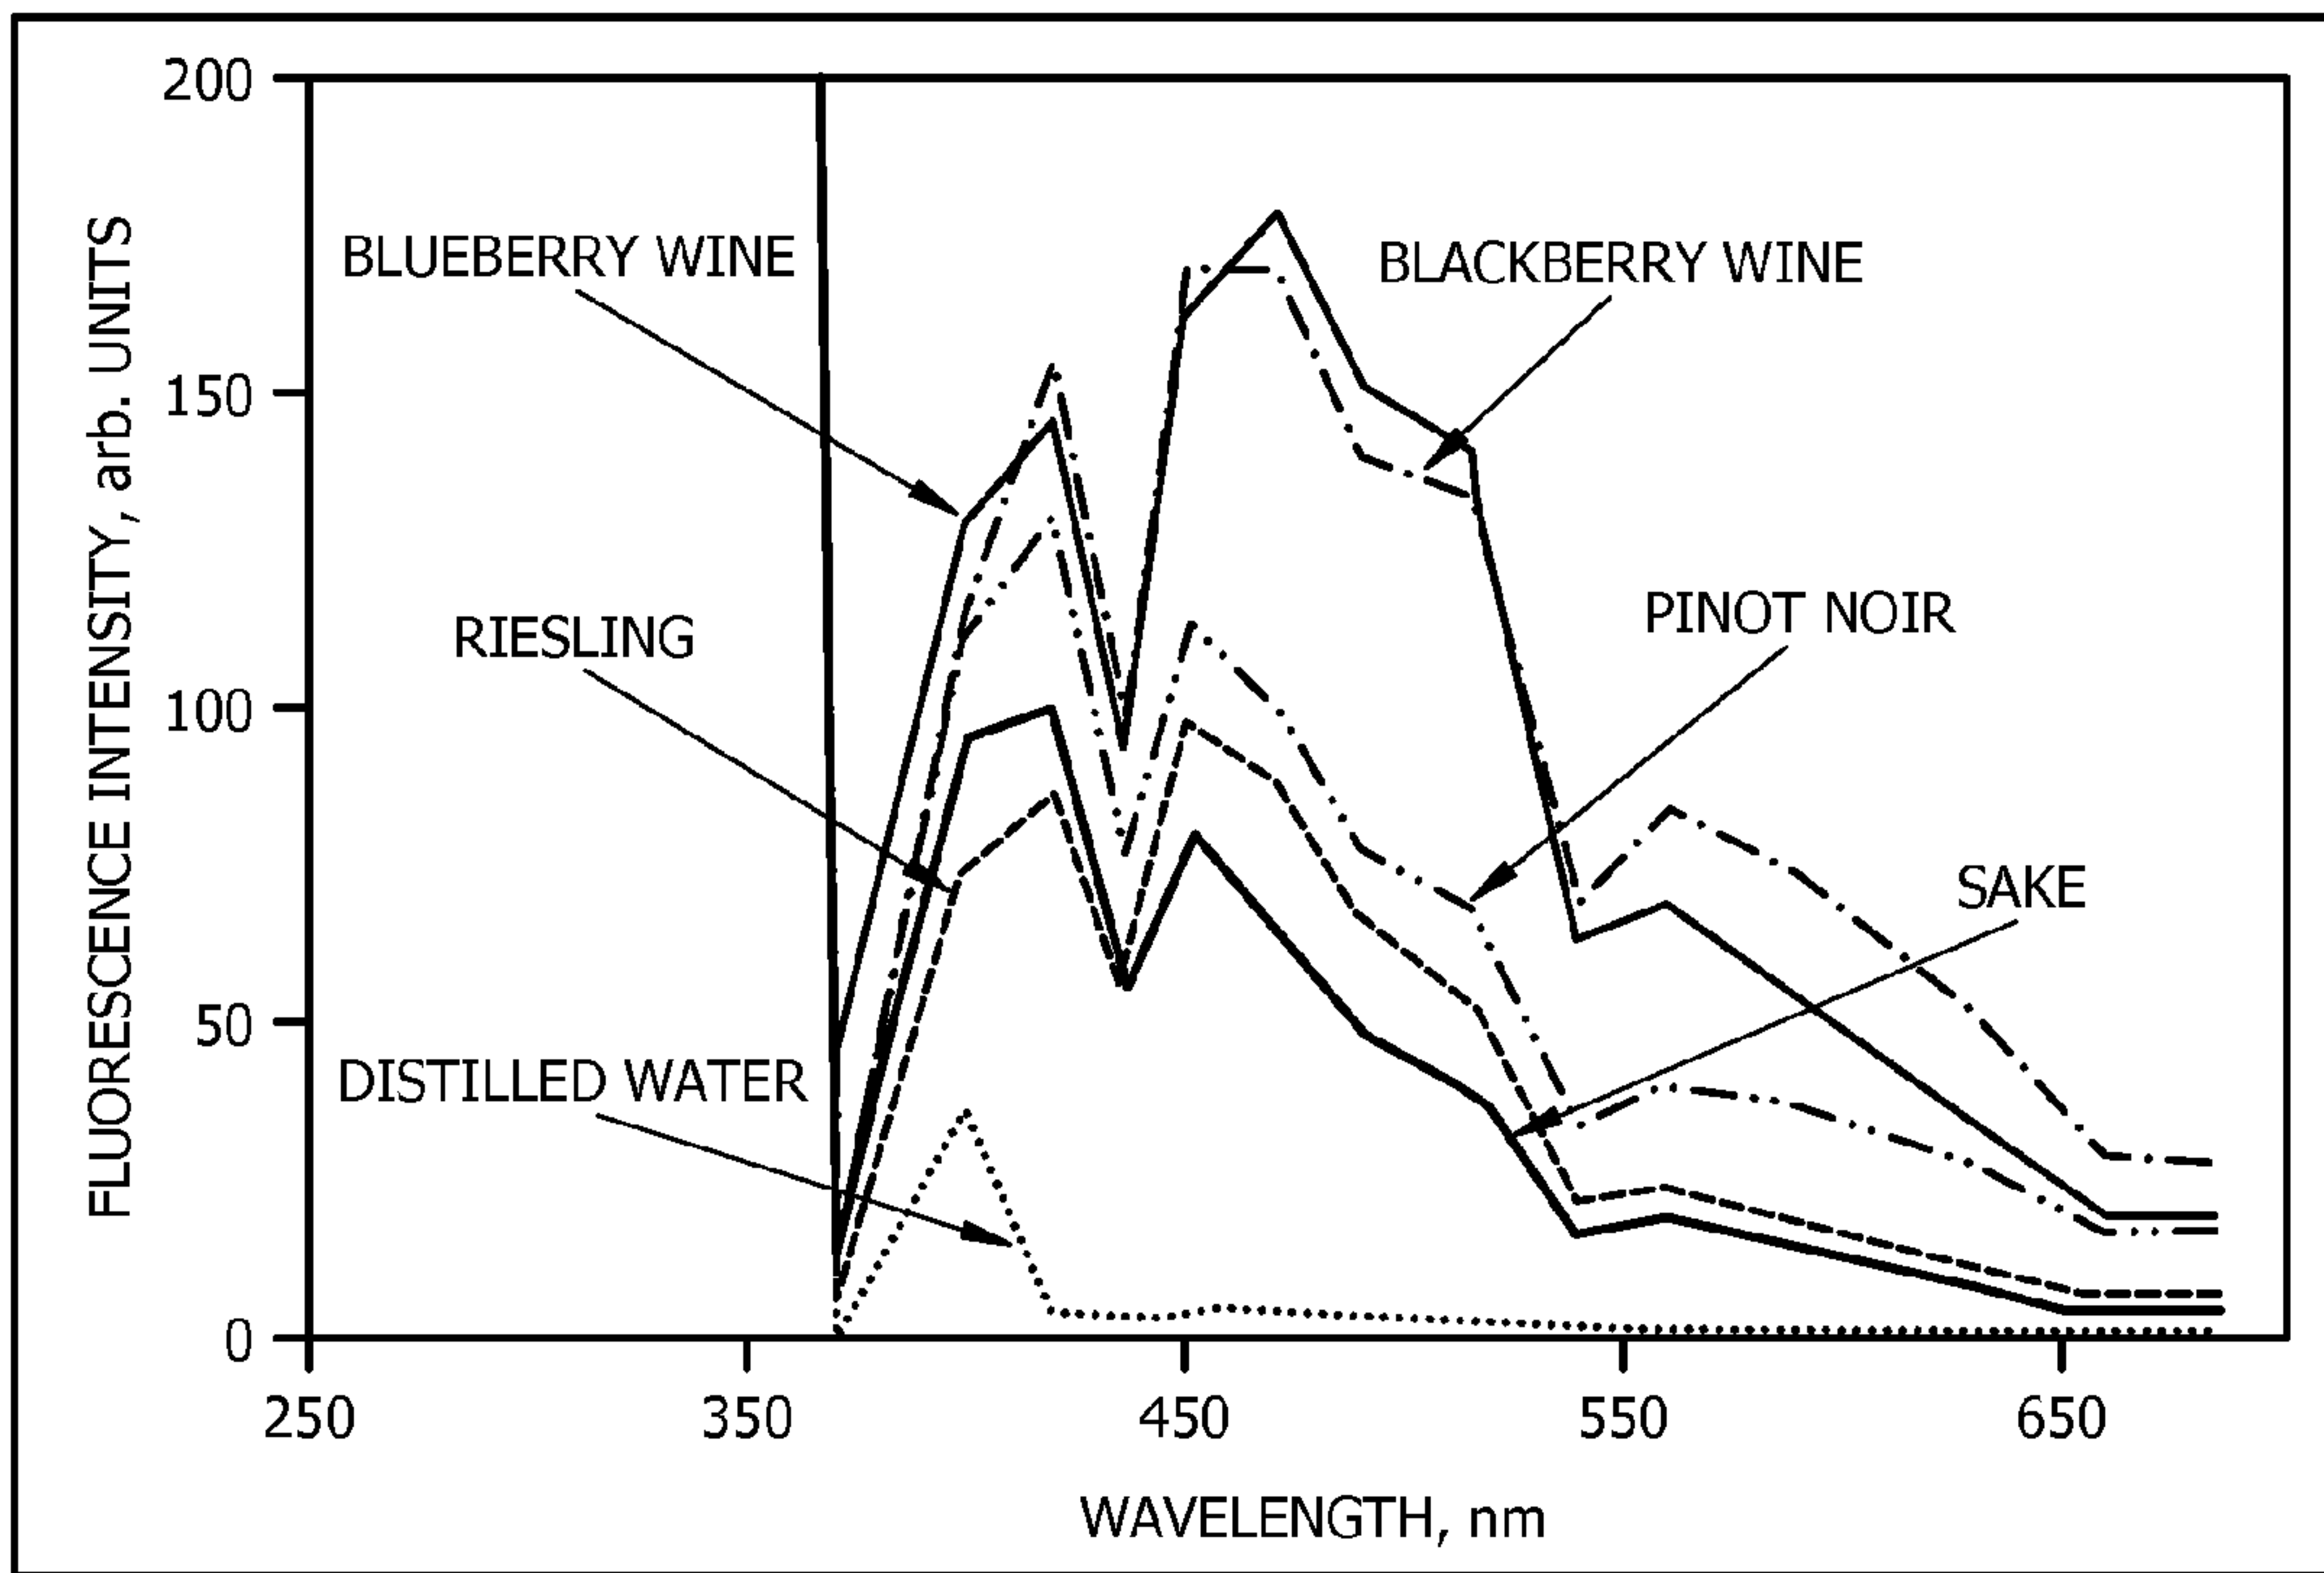 FLUORESCENCE INTENSITY, arb. UNITS
200
150
100
50
0
BLUEBERRY WINE
BLACKBERRY WINE
RIESLING
PINOT NOIR
SAKE
DISTILLED WATER
250 350 450 550 650
WAVELENGTH, nm